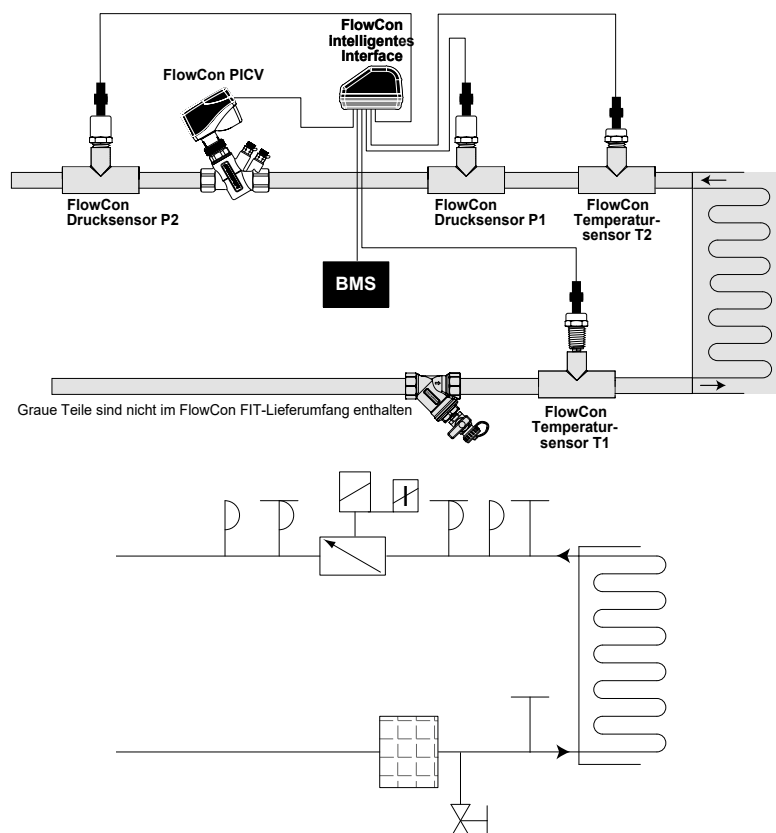 FlowCon
Intelligentes
Interface
FlowCon PICV
FlowCon
Drucksensor P2
FlowCon
Drucksensor P1
FlowCon
Temperatur-
sensor T2
BMS
Graue Teile sind nicht im FlowCon FIT-Lieferumfang enthalten
FlowCon
Temperatur-
sensor T1